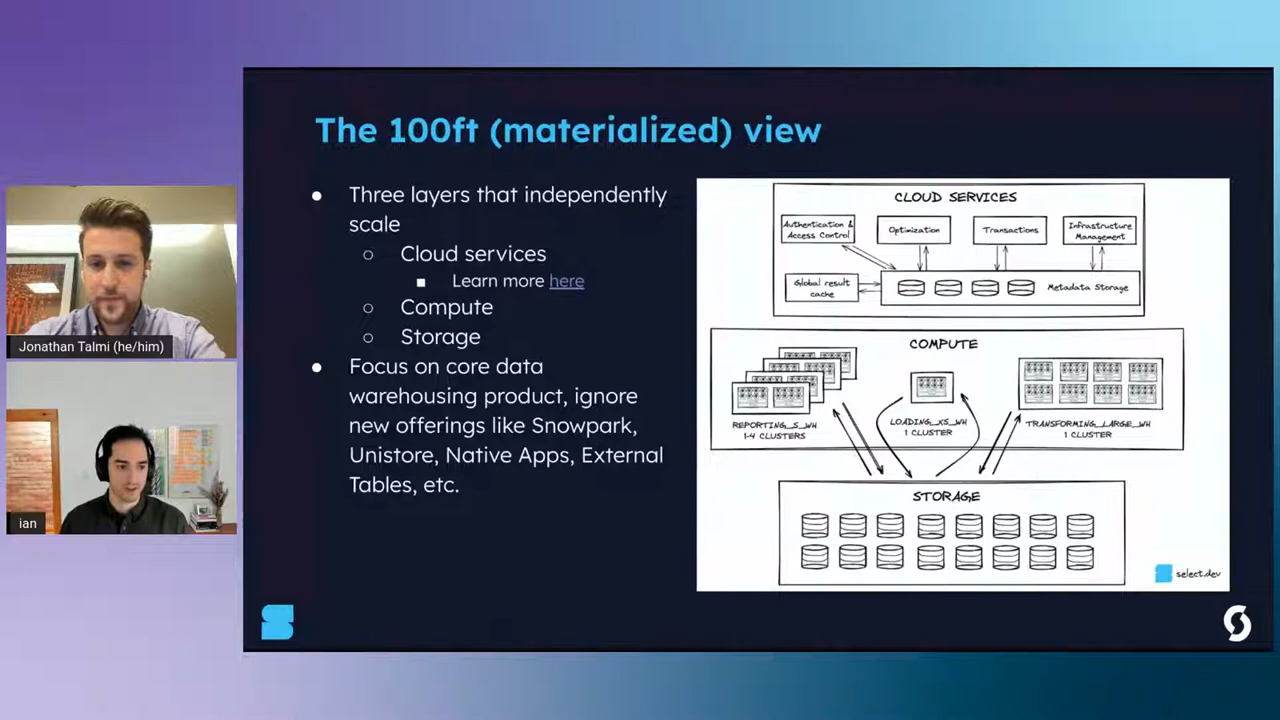 The 100ft (materialized) view
● Three layers that independently
scale
○ Cloud services
■ Learn more here
○ Compute
○ Storage
● Focus on core data
warehousing product, ignore
new offerings like Snowpark,
Unistore, Native Apps, External
Tables, etc.
CLOUD SERVICES
Authentication &
Access Control
Optimization
Transactions
Infrastructure
Management
Global result
cache
Metadata Storage
COMPUTE
REPORTING_S_WH
1-4 CLUSTERS
LOADING_XS_WH
1 CLUSTER
TRANSFORMING_LARGE_WH
1 CLUSTER
STORAGE
select.dev
Jonathan Talmi (he/him)
ian